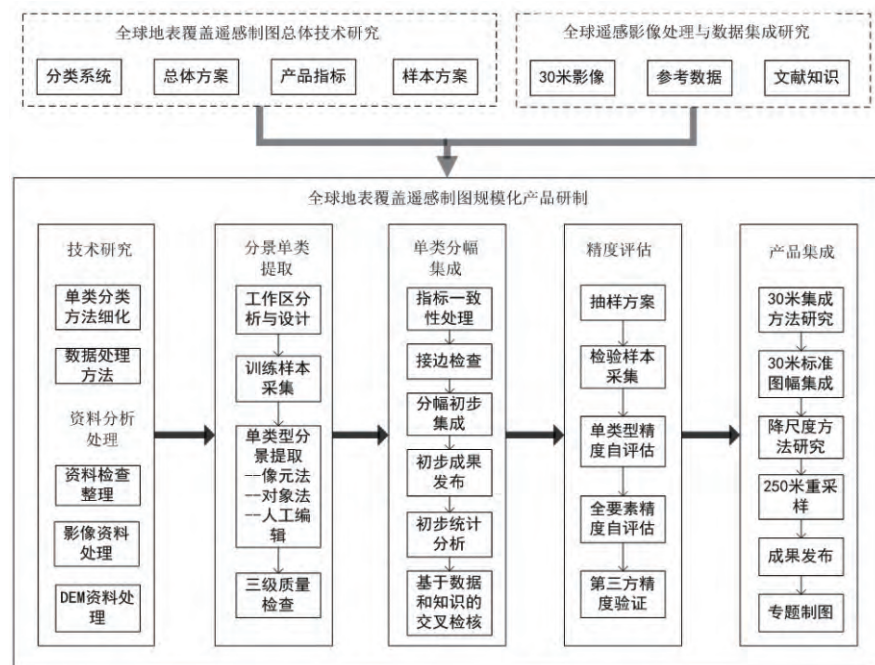 全球地表覆盖遥感制图总体技术研究
分类系统
总体方案
产品指标
样本方案
全球遥感影像处理与数据集成研究
30米影像
参考数据
文献知识
全球地表覆盖遥感制图规模化产品研制
技术研究
单类分类
方法细化
数据处理
方法
资料分析
处理
资料检查
整理
影像资料
处理
DEM资料处
理
分景单类
提取
工作区分
析与设计
训练样本
采集
单类型分
景提取
--像元法
--对象法
--人工编
辑
三级质量
检查
单类分幅
集成
指标一致
性处理
接边检查
分幅初步
集成
初步成果
发布
初步统计
分析
基于数据
和知识的
交叉检核
精度评估
抽样方案
检验样本
采集
单类型精
度自评估
全要素精
度自评估
第三方精
度验证
产品集成
30米集成
方法研究
30米标准
图幅集成
降尺度方
法研究
250米重采
样
成果发布
专题制图